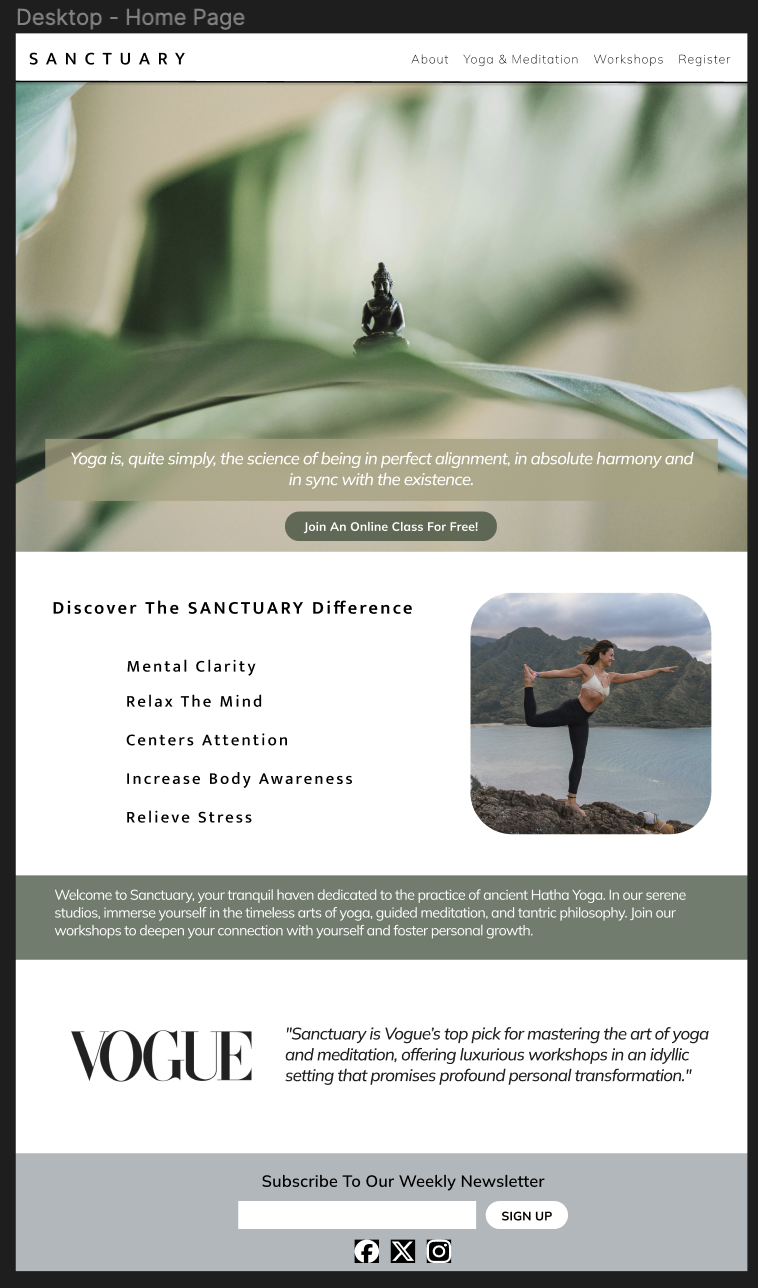 Desktop - Home Page
SANCTUARY
About Yoga & Meditation Workshops Register
Yoga is, quite simply, the science of being in perfect alignment, in absolute harmony and
in sync with the existence.
Join An Online Class For Free!
Discover The SANCTUARY Difference
Mental Clarity
Relax The Mind
Centers Attention
Increase Body Awareness
Relieve Stress
Welcome to Sanctuary, your tranquil haven dedicated to the practice of ancient Hatha Yoga. In our serene
studios, immerse yourself in the timeless arts of yoga, guided meditation, and tantric philosophy. Join our
workshops to deepen your connection with yourself and foster personal growth.
VOGUE
"Sanctuary is Vogue's top pick for mastering the art of yoga
and meditation, offering luxurious workshops in an idyllic
setting that promises profound personal transformation."
Subscribe To Our Weekly Newsletter
SIGN UP